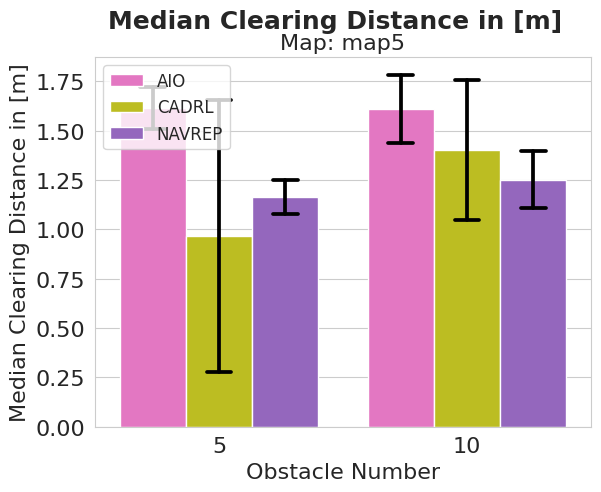 Median Clearing Distance in [m]
Map: map5
Median Clearing Distance in [m]
1.75
1.50
1.25
1.00
0.75
0.50
0.25
0.00
AIO
CADRL
NAVREP
5
10
Obstacle Number